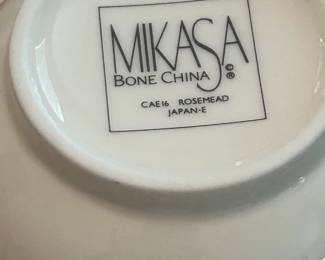 MIKASA
BONE CHINA ©®
CAE16 ROSEMEAD
JAPAN-E